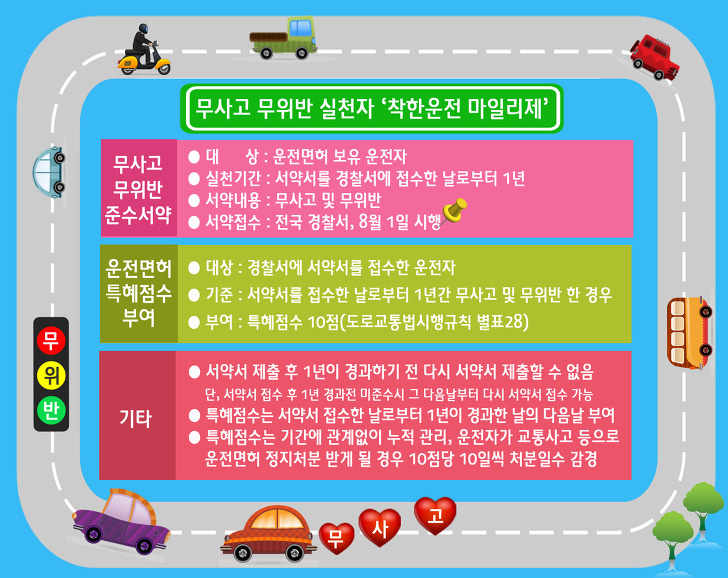 무사고 무위반 실천자 ‘착한운전 마일리제’
무사고
무위반
준수서약
● 대 상 : 운전면허 보유 운전자
● 실천기간 : 서약서를 경찰서에 접수한 날로부터 1년
● 서약내용 : 무사고 및 무위반
● 서약접수 : 전국 경찰서, 8월 1일 시행
운전면허
특혜점수
부여
● 대상 : 경찰서에 서약서를 접수한 운전자
● 기준 : 서약서를 접수한 날로부터 1년간 무사고 및 무위반 한 경우
● 부여 : 특혜점수 10점(도로교통법시행규칙 별표28)
기타
● 서약서 제출 후 1년이 경과하기 전 다시 서약서 제출할 수 없음
단, 서약서 접수 후 1년 경과전 미준수시 그 다음날부터 다시 서약서 접수 가능
● 특혜점수는 서약서 접수한 날로부터 1년이 경과한 날의 다음날 부여
● 특혜점수는 기간에 관계없이 누적 관리, 운전자가 교통사고 등으로
운전면허 정지처분 받게 될 경우 10점당 10일씩 처분일수 감경
무
위
반
무 사 고